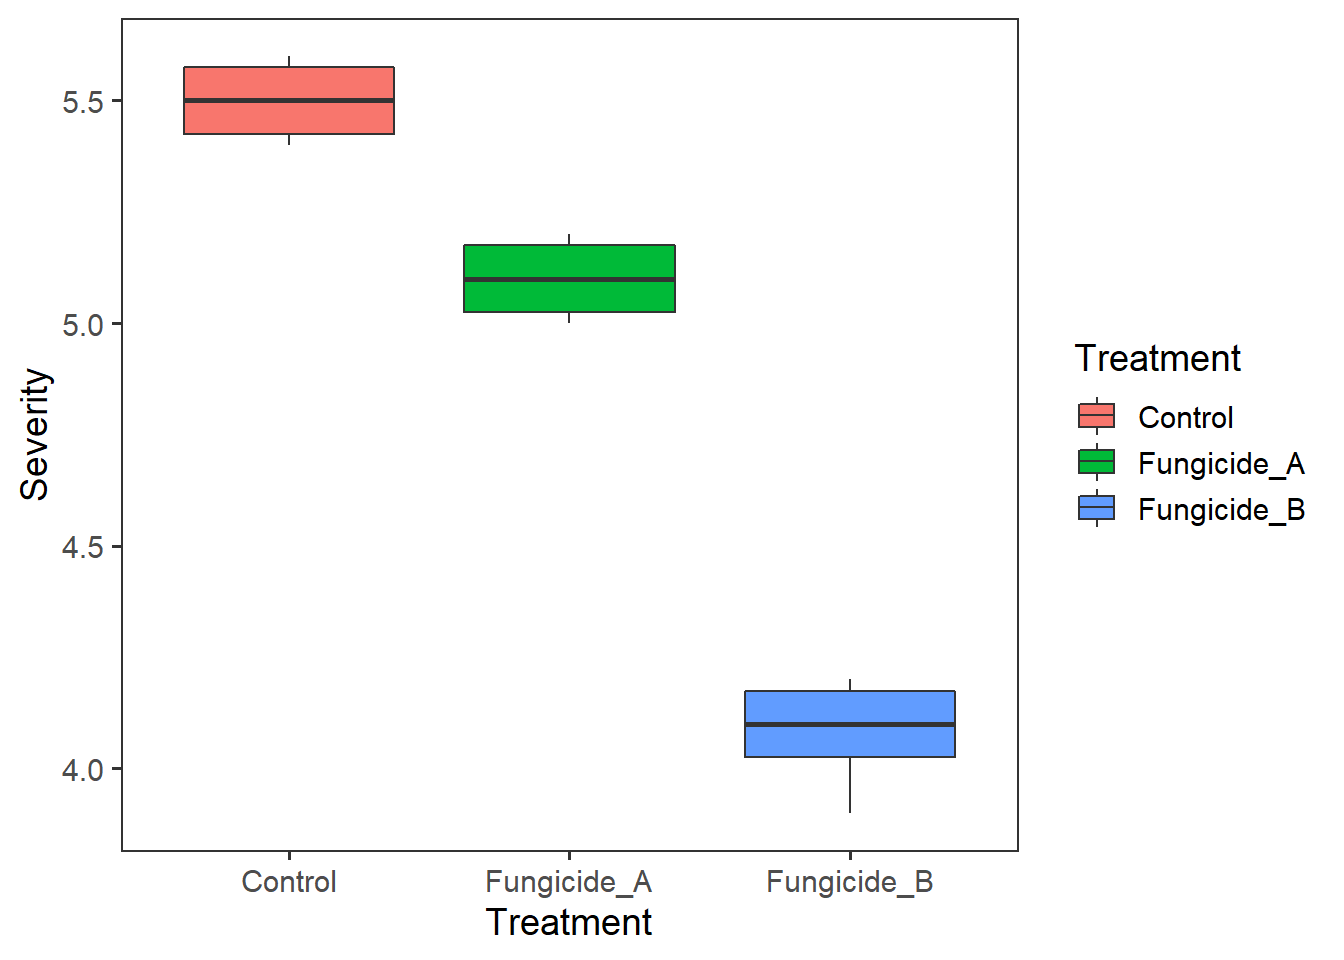 Severity
5.5
5.0
4.5
4.0
Control
Fungicide_A
Fungicide_B
Treatment
Treatment
Control
Fungicide_A
Fungicide_B